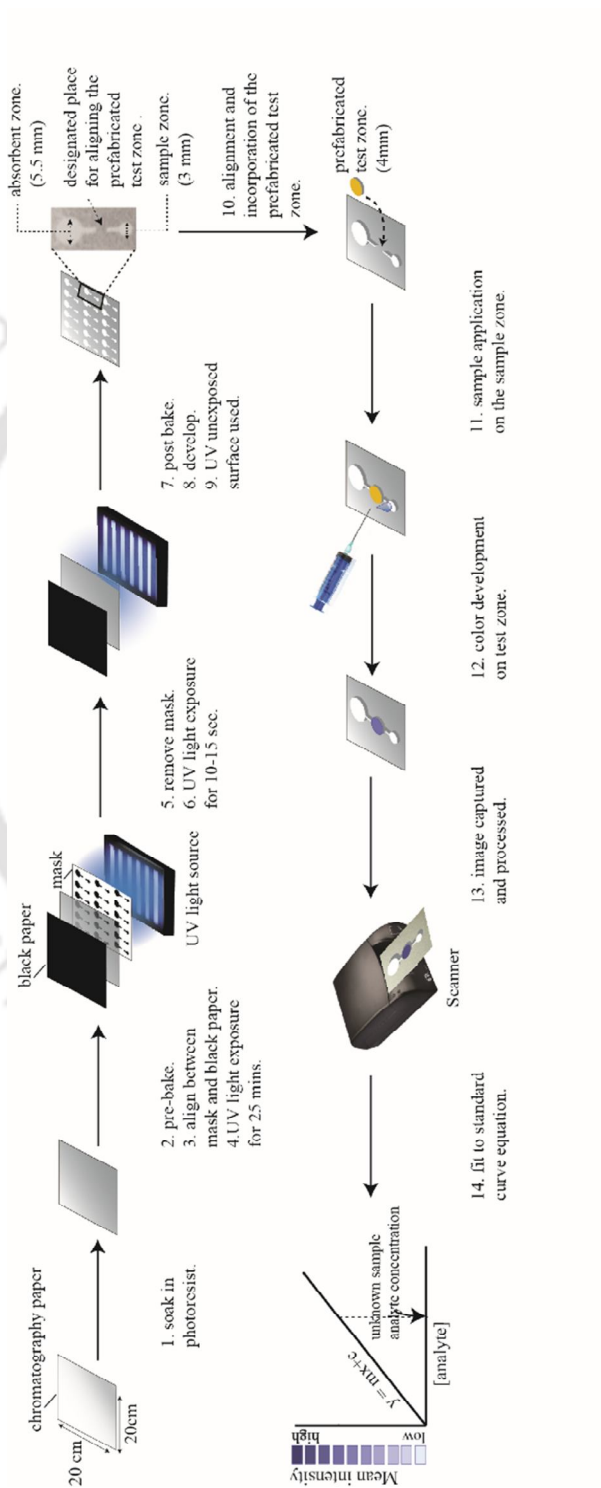 chromatography paper
20 cm
20cm
1. soak in
photoresist.
2. pre-bake.
3. align between
mask and black paper.
4.UV light exposure
for 25 mins.
black paper
mask
UV light source
5. remove mask.
6. UV light exposure
for 10-15 sec.
7. post bake.
8. develop.
9. UV unexposed
surface used.
absorbent zone.
(5.5 mm)
designated place
for aligning the
prefabricated
test zone .
sample zone.
(3 mm)
10. alignment and
incorporation of the
prefabricated test
zone.
prefabricated
test zone.
(4mm)
11. sample application
on the sample zone.
12. color development
on test zone.
13. image captured
and processed.
Scanner
14. fit to standard
curve equation.
Mean intensity
high
low
y = mx+c
unknown sample
analyte concentration
[analyte]